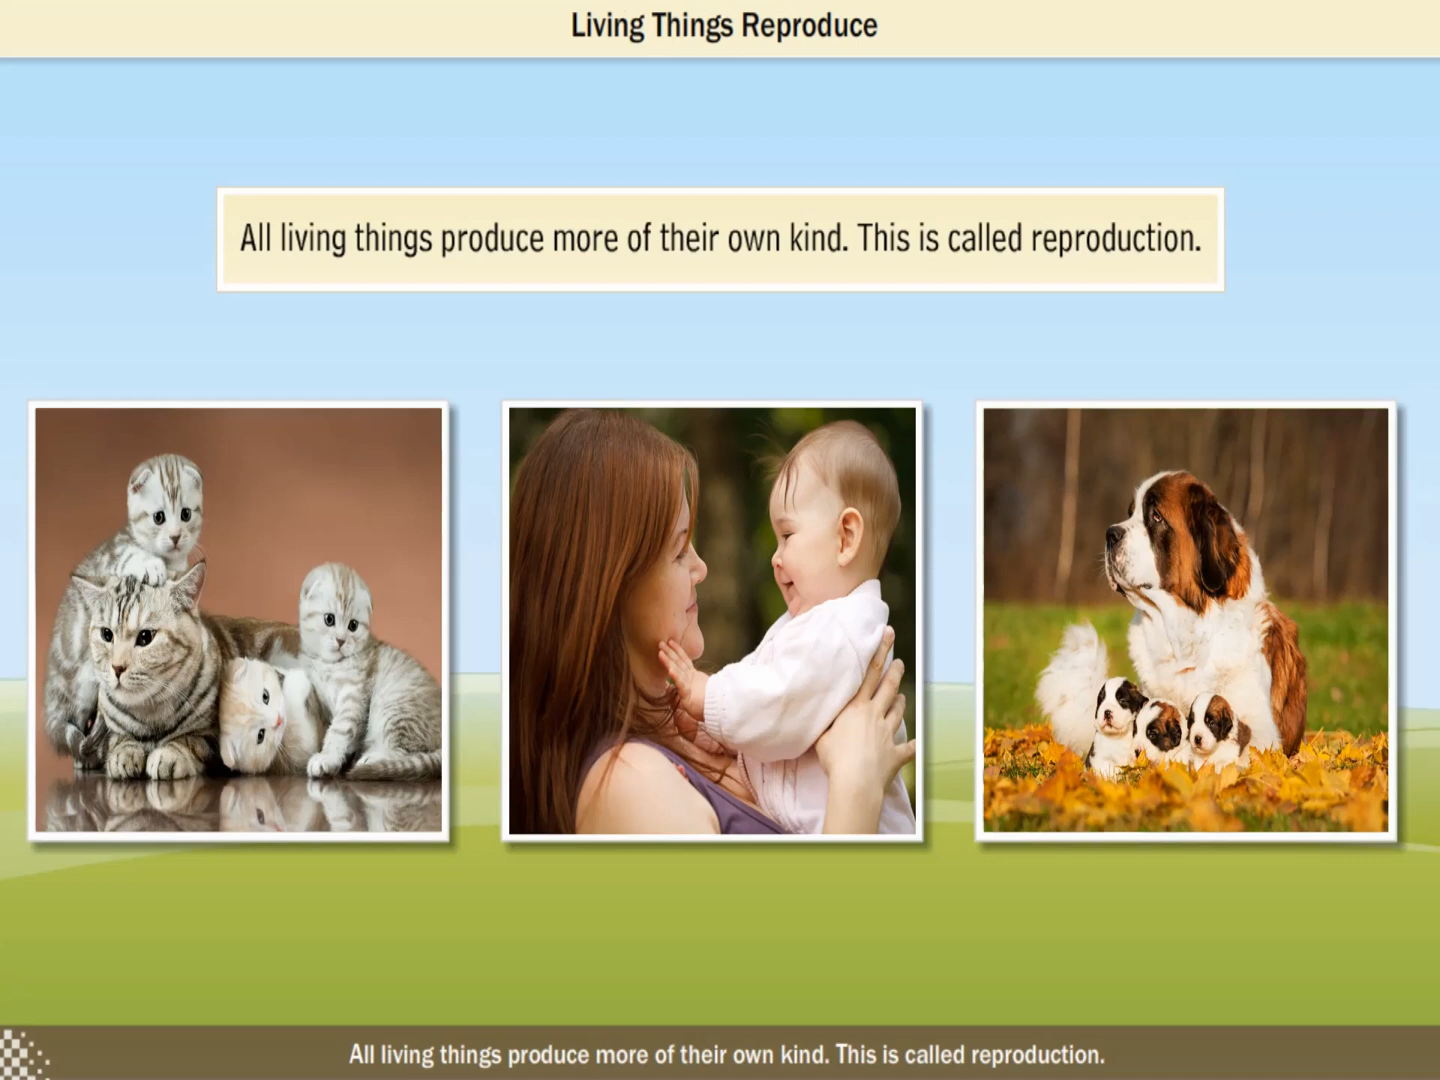 Living Things Reproduce
All living things produce more of their own kind. This is called reproduction.
All living things produce more of their own kind. This is called reproduction.